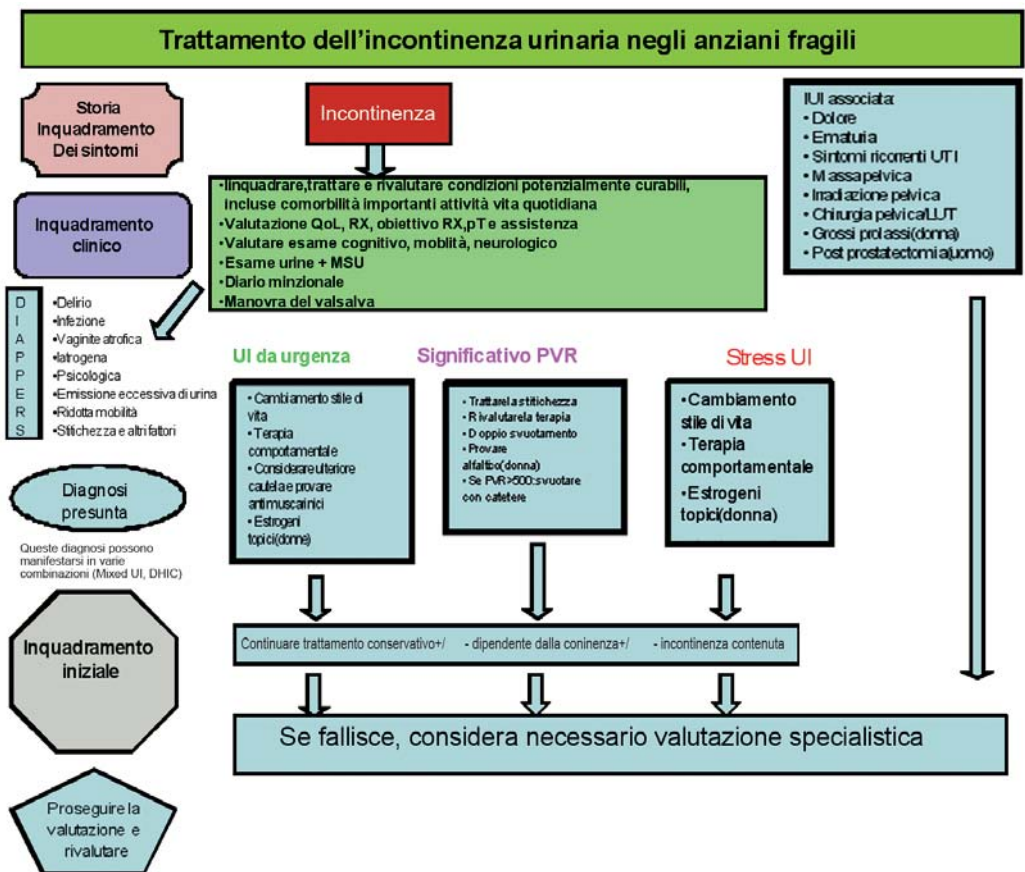 Trattamento dell'incontinenza urinaria negli anziani fragili
Storia
Inquadramento
Dei sintomi
Incontinenza
IUI associata:
• Dolore
• Ematuria
• Sintomi ricorrenti UTI
• Massa pelvica
• Irradiazione pelvica
• Chirurgia pelvica/LUT
• Grossi prolassi(donna)
• Post prostatectomia(uomo)
•Iinquadrare,trattare e rivalutare condizioni potenzialmente curabili,
incluse comorbilità importanti attività vita quotidiana
•Valutazione QoL, RX, obiettivo RX,pT e assistenza
•Valutare esame cognitivo, moblità, neurologico
•Esame urine + MSU
•Diario minzionale
•Manovra del valsalva
Inquadramento
clinico
D •Delirio
I •Infezione
A •Vaginite atrofica
P •Iatrogena
P •Psicologica
E •Emissione eccessiva di urina
R •Ridotta mobilità
S •Stitichezza e altri fattori
UI da urgenza
• Cambiamento stile di
vita
• Terapia
comportamentale
• Considerare ulteriore
cautela e provare
antimuscarinici
• Estrogeni
topici(donne)
Significativo PVR
• Trattare la stitichezza
• Rivalutare la terapia
• Doppio svuotamento
• Provare
alfalitico(donna)
• Se PVR>500:svuotare
con catetere
Stress UI
• Cambiamento
stile di vita
• Terapia
comportamentale
• Estrogeni
topici(donna)
Diagnosi
presunta
Queste diagnosi possono
manifestarsi in varie
combinazioni (Mixed UI, DHIC)
Inquadramento
iniziale
Continuare trattamento conservativo+/ - dipendente dalla coninenza+/ - incontinenza contenuta
Se fallisce, considera necessario valutazione specialistica
Proseguire la
valutazione e
rivalutare